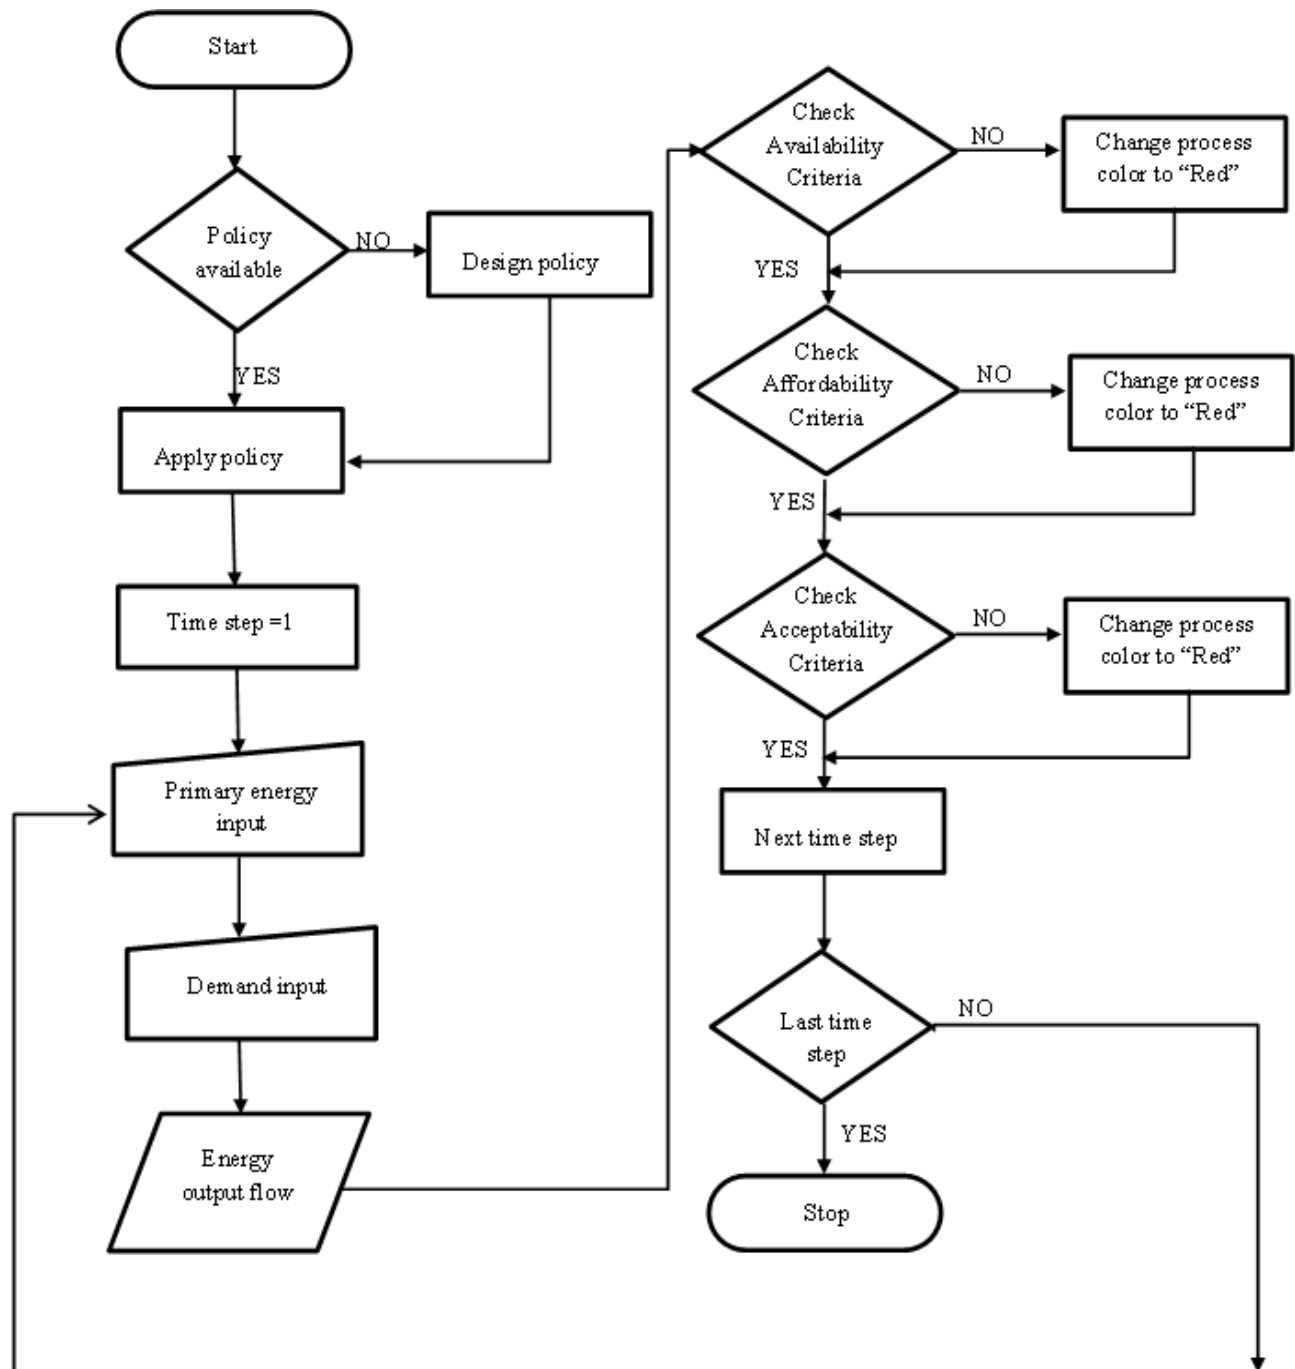 Start
Policy
available
NO
Design policy
YES
Apply policy
Time step =1
Primary energy
input
Demand input
Energy
output flow
Check
Availability
Criteria
NO
Change process
color to “Red”
YES
Check
Affordability
Criteria
NO
Change process
color to “Red”
YES
Check
Acceptability
Criteria
NO
Change process
color to “Red”
YES
Next time step
Last time
step
NO
YES
Stop